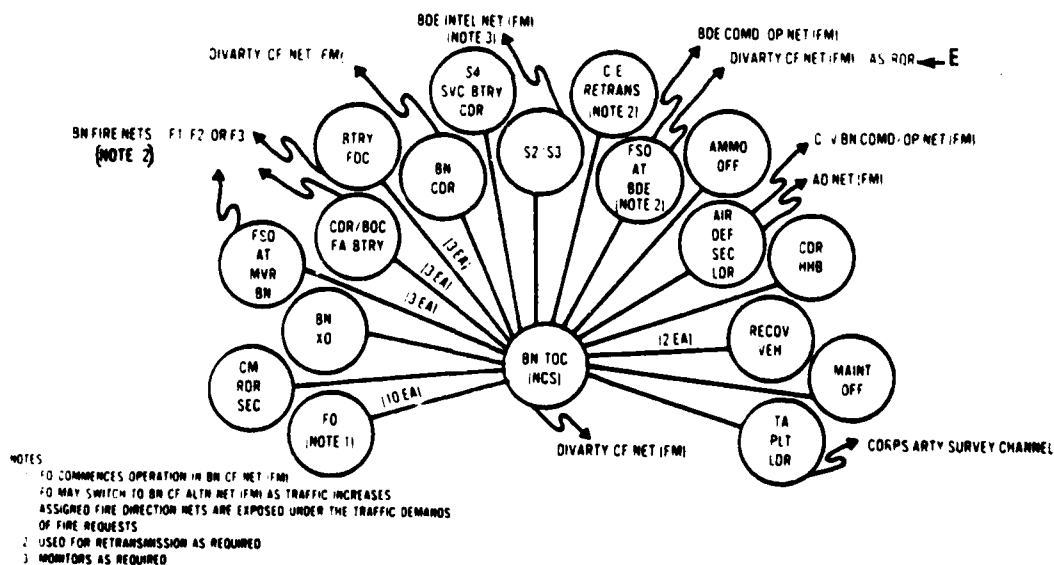 BDE INTEL NET (FM)
(NOTE 3)
BDE COMD/OP NET (FM)
DIVARTY CF NET (FM)
DIVARTY CF NET (FM) AS RQR E
S4
SVC BTRY
CDR
C E
RETRANS
(NOTE 2)
BN FIRE NETS F1 F2 OR F3
(NOTE 2)
BTRY
FDC
BN
CDR
S2/S3
FSO
AT
BDE
(NOTE 2)
AMMO
OFF
BN COMD/OP NET (FM)
AD NET (FM)
FSO
AT
MVR
BN
CDR/BOC
FA BTRY
AIR
DEF
SEC
LDR
CDR
HHB
(3 EA)
(3 EA)
(3 EA)
BN
XO
BN TOC
(NCS)
(2 EA)
RECOV
VEH
MAINT
OFF
CM
RDR
SEC
(10 EA)
FO
(NOTE 1)
DIVARTY CF NET (FM)
TA
PLT
LDR
CORPS ARTY SURVEY CHANNEL
NOTES
FO COMMENCES OPERATION IN BN CF NET (FM)
FO MAY SWITCH TO BN CF ALTN NET (FM) AS TRAFFIC INCREASES
ASSIGNED FIRE DIRECTION NETS ARE EXPOSED UNDER THE TRAFFIC DEMANDS
OF FIRE REQUESTS
2 USED FOR RETRANSMISSION AS REQUIRED
3 MONITORS AS REQUIRED